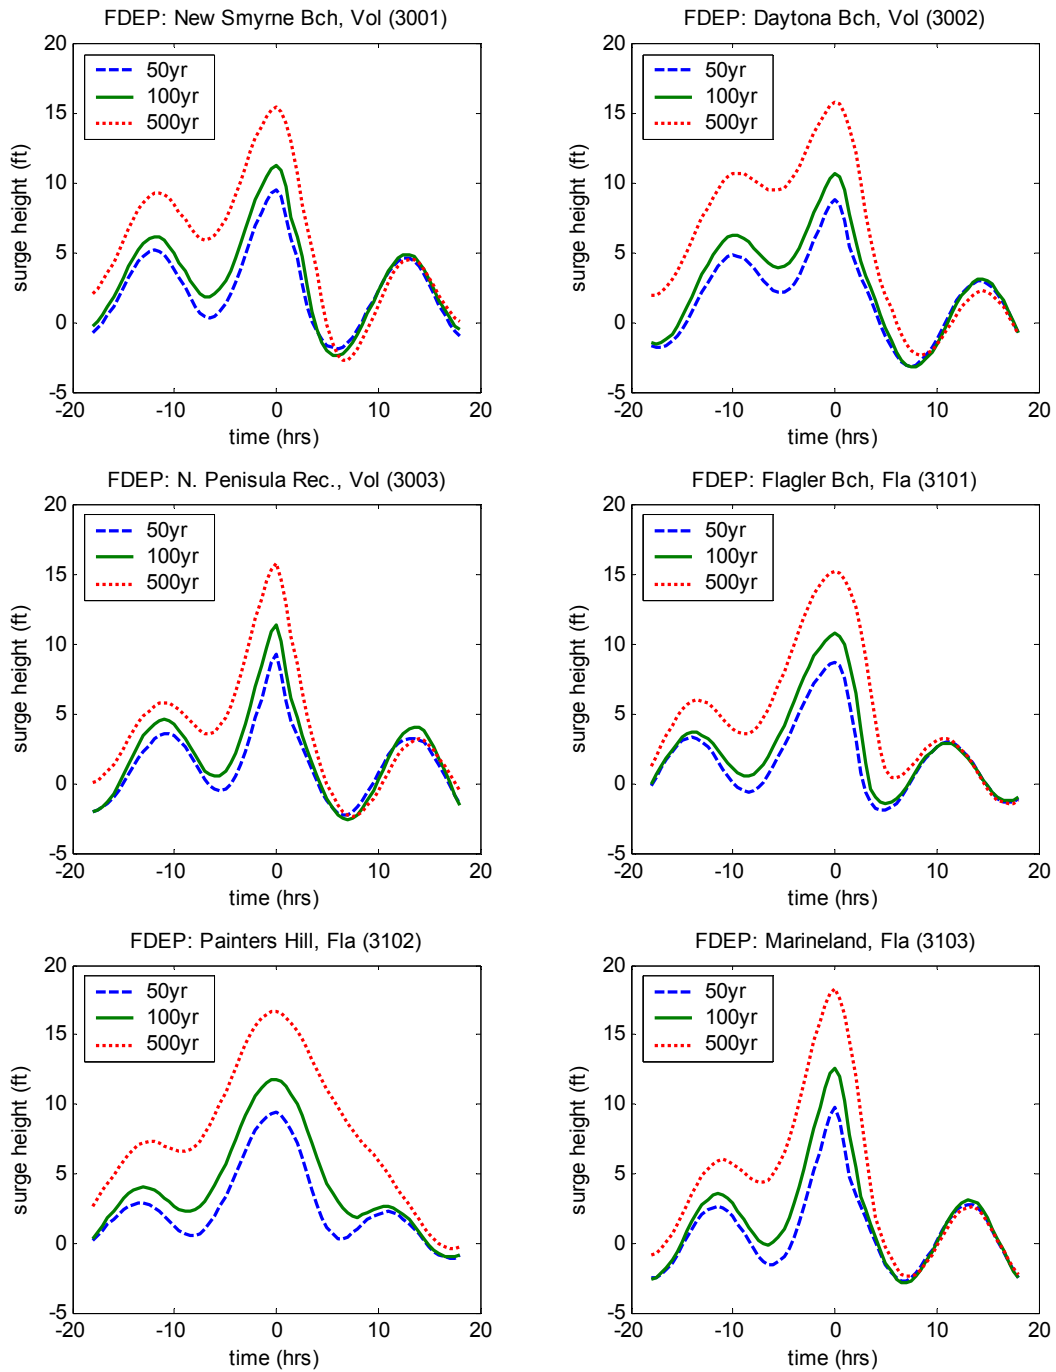 FDEP: New Smyrne Bch, Vol (3001)
20
15
10
5
0
-5
surge height (ft)
50yr
100yr
500yr
-20
-10
0
10
20
time (hrs)
FDEP: Daytona Bch, Vol (3002)
20
15
10
5
0
-5
surge height (ft)
50yr
100yr
500yr
-20
-10
0
10
20
time (hrs)
FDEP: N. Penisula Rec., Vol (3003)
20
15
10
5
0
-5
surge height (ft)
50yr
100yr
500yr
-20
-10
0
10
20
time (hrs)
FDEP: Flagler Bch, Fla (3101)
20
15
10
5
0
-5
surge height (ft)
50yr
100yr
500yr
-20
-10
0
10
20
time (hrs)
FDEP: Painters Hill, Fla (3102)
20
15
10
5
0
-5
surge height (ft)
50yr
100yr
500yr
-20
-10
0
10
20
time (hrs)
FDEP: Marineland, Fla (3103)
20
15
10
5
0
-5
surge height (ft)
50yr
100yr
500yr
-20
-10
0
10
20
time (hrs)